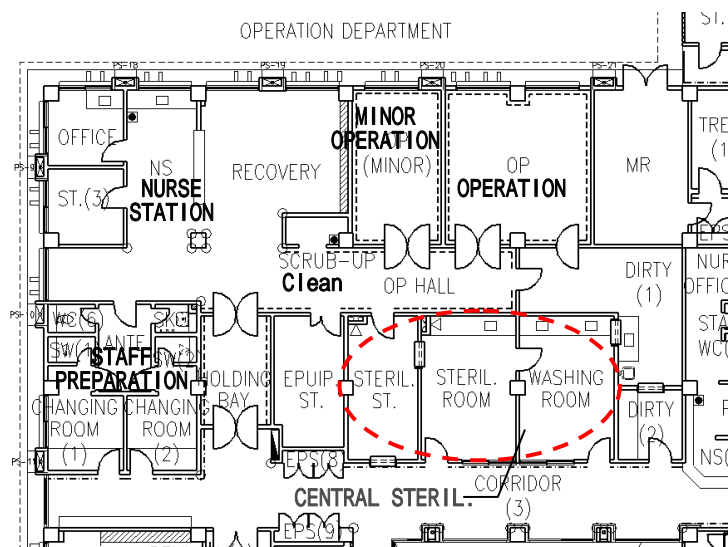 OPERATION DEPARTMENT
ST.
PS-18
PS-19
PS-20
PS-21
OFFICE
MINOR
OPERATION
(MINOR)
TRE
(1
PS-9
NS
RECOVERY
OP
MR
ST.(3)
NURSE
STATION
OPERATION
EPS
SCRUB-UP
Clean
OP HALL
DIRTY
(1)
NUR
OFFIC
PS-10
WC(6)
SK
ANTE
STA
WC
SW(1)
SW(2)
STAFF
PREPARATION
HOLDING
BAY
EPUIP.
ST.
STERIL.
ST.
STERIL.
ROOM
WASHING
ROOM
CHANGING
ROOM
(1)
CHANGING
ROOM
(2)
DIRTY
(2)
PS-11
EPS(8)
NS(
CENTRAL STERIL.
CORRIDOR
(3)
EPS(9)